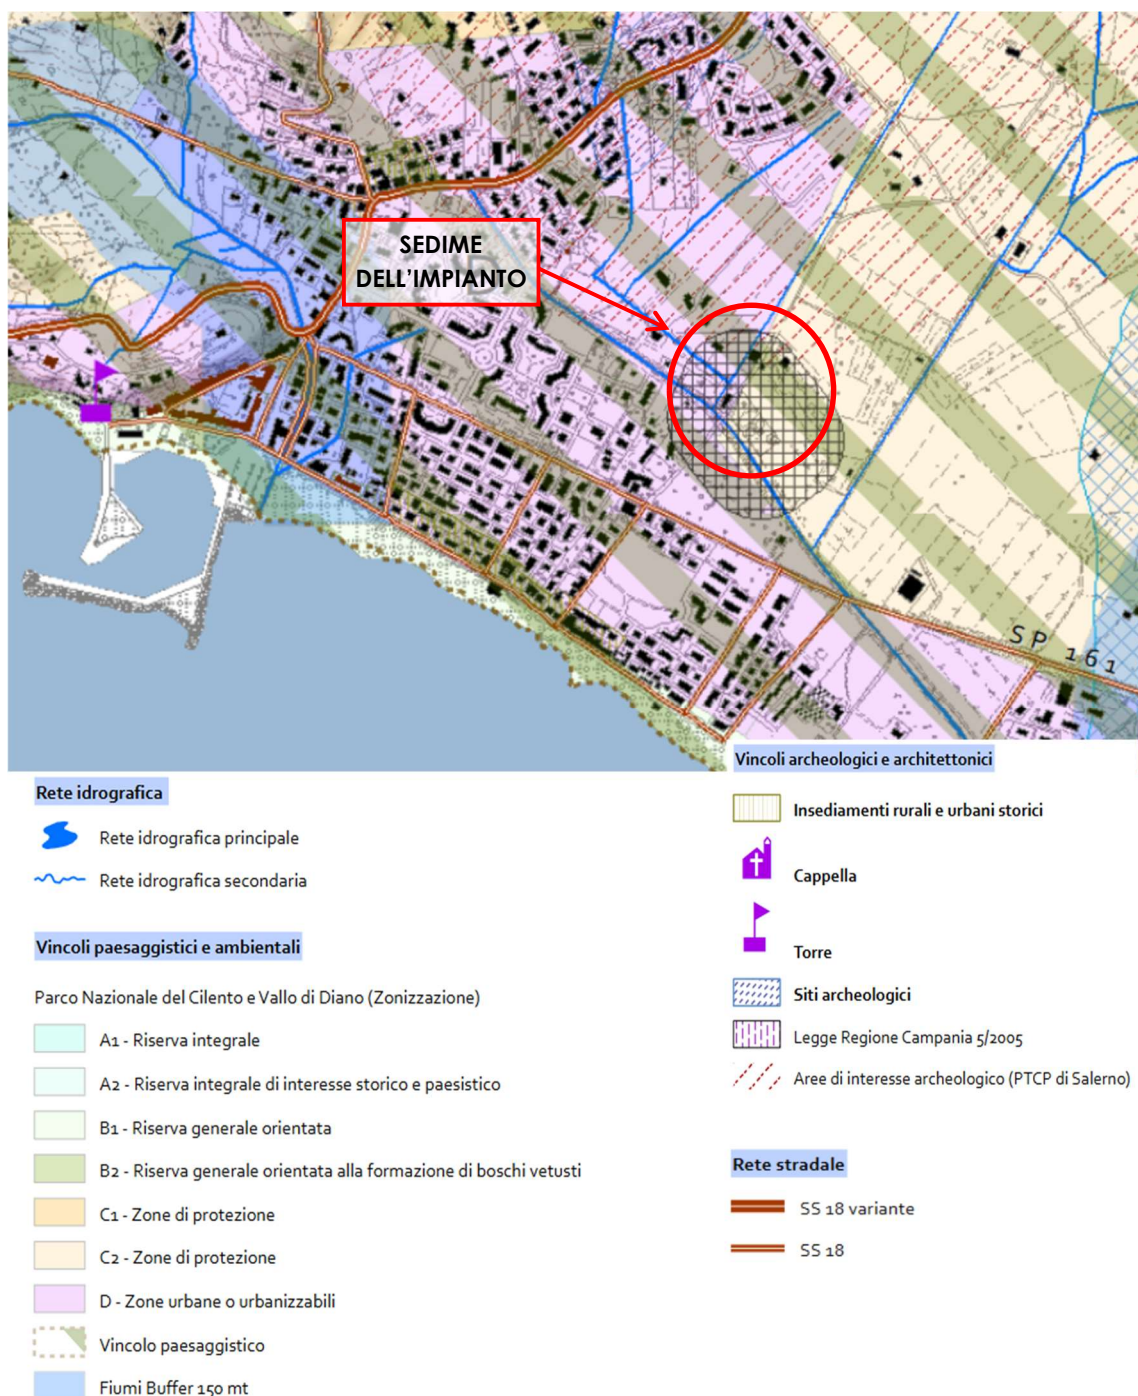 SEDIME
DELL'IMPIANTO
SP 161
Rete idrografica
Rete idrografica principale
Rete idrografica secondaria
Vincoli paesaggistici e ambientali
Parco Nazionale del Cilento e Vallo di Diano (Zonizzazione)
A1 - Riserva integrale
A2 - Riserva integrale di interesse storico e paesistico
B1 - Riserva generale orientata
B2 - Riserva generale orientata alla formazione di boschi vetusti
C1 - Zone di protezione
C2 - Zone di protezione
D - Zone urbane o urbanizzabili
Vincolo paesaggistico
Fiumi Buffer 150 mt
Vincoli archeologici e architettonici
Insediamenti rurali e urbani storici
Cappella
Torre
Siti archeologici
Legge Regione Campania 5/2005
Aree di interesse archeologico (PTCP di Salerno)
Rete stradale
SS 18 variante
SS 18